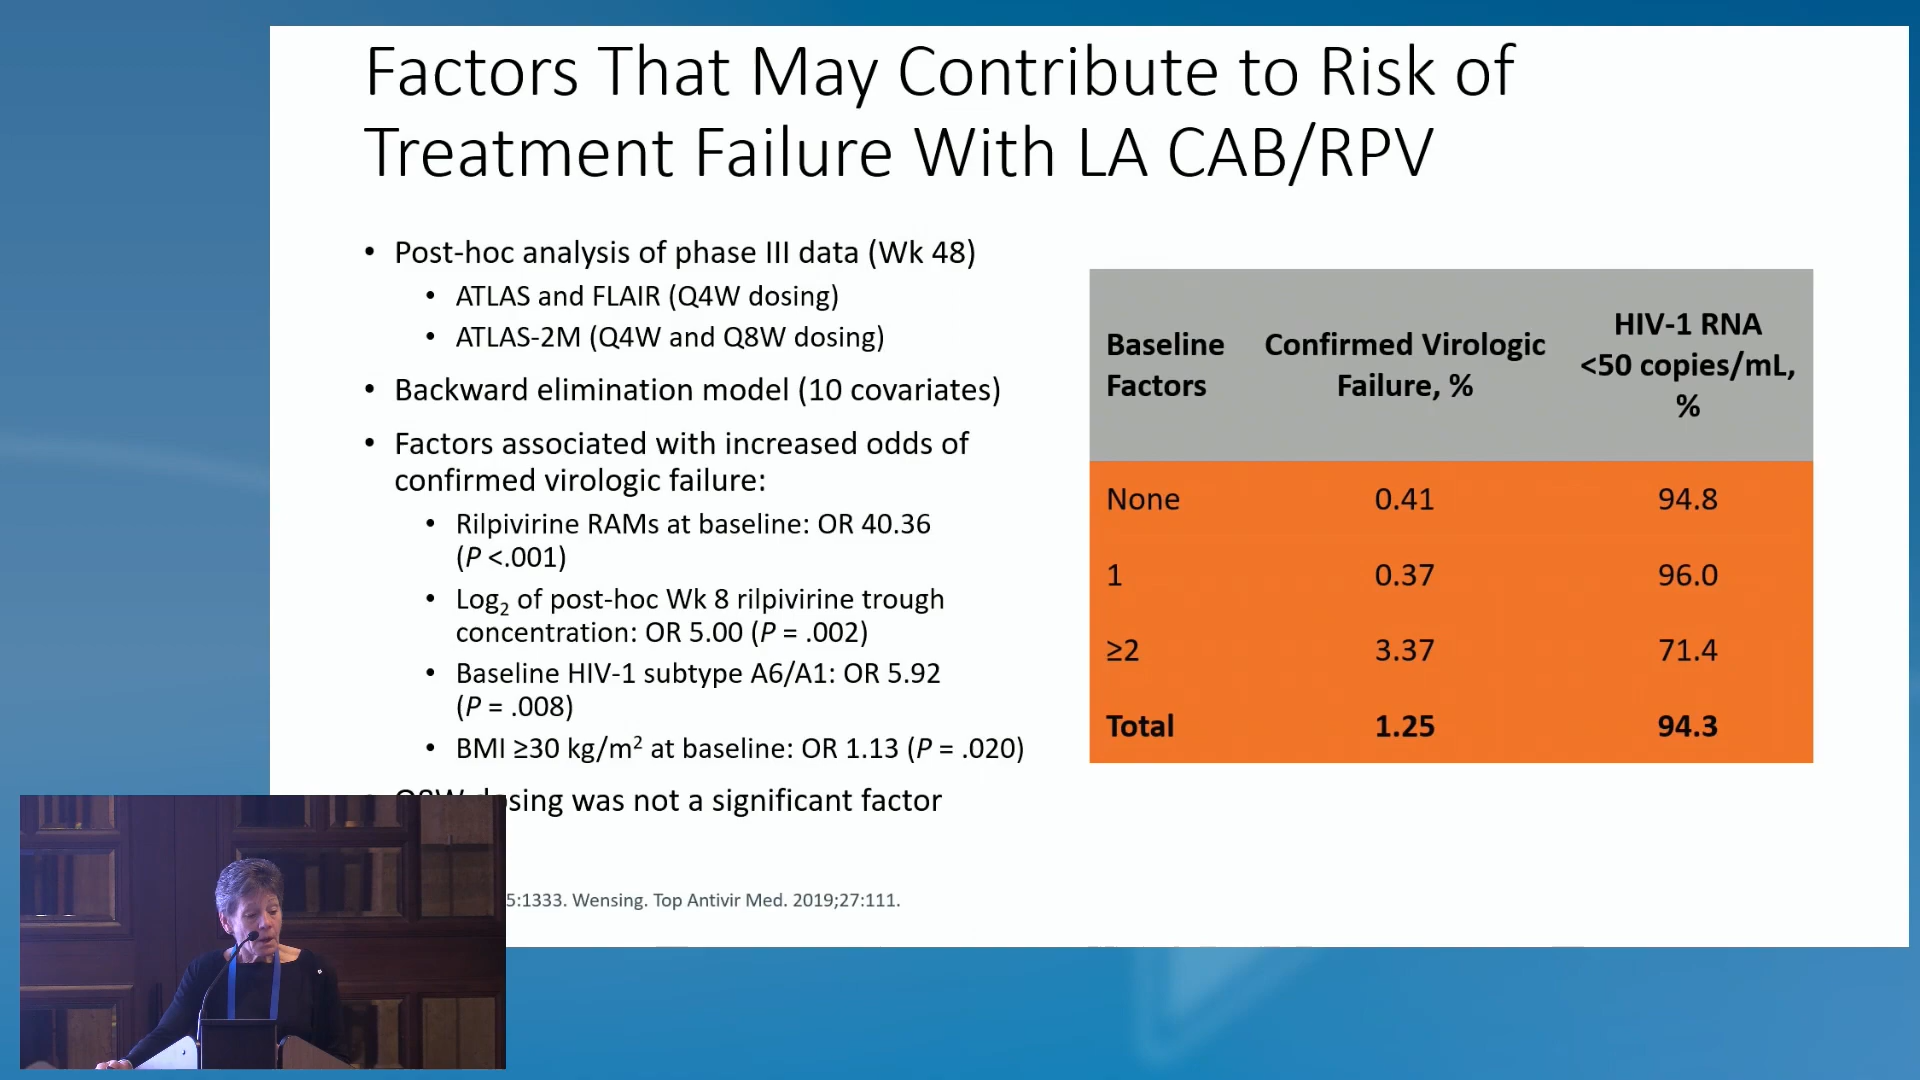 Factors That May Contribute to Risk of
Treatment Failure With LA CAB/RPV
• Post-hoc analysis of phase III data (Wk 48)
• ATLAS and FLAIR (Q4W dosing)
• ATLAS-2M (Q4W and Q8W dosing)
• Backward elimination model (10 covariates)
• Factors associated with increased odds of
confirmed virologic failure:
• Rilpivirine RAMs at baseline: OR 40.36
(P <.001)
• Log₂ of post-hoc Wk 8 rilpivirine trough
concentration: OR 5.00 (P = .002)
• Baseline HIV-1 subtype A6/A1: OR 5.92
(P = .008)
• BMI ≥30 kg/m² at baseline: OR 1.13 (P = .020)
was not a significant factor
5:1333. Wensing. Top Antivir Med. 2019;27:111.
Baseline Factors Confirmed Virologic Failure, % HIV-1 RNA <50 copies/mL, %
None 0.41 94.8
1 0.37 96.0
≥2 3.37 71.4
Total 1.25 94.3